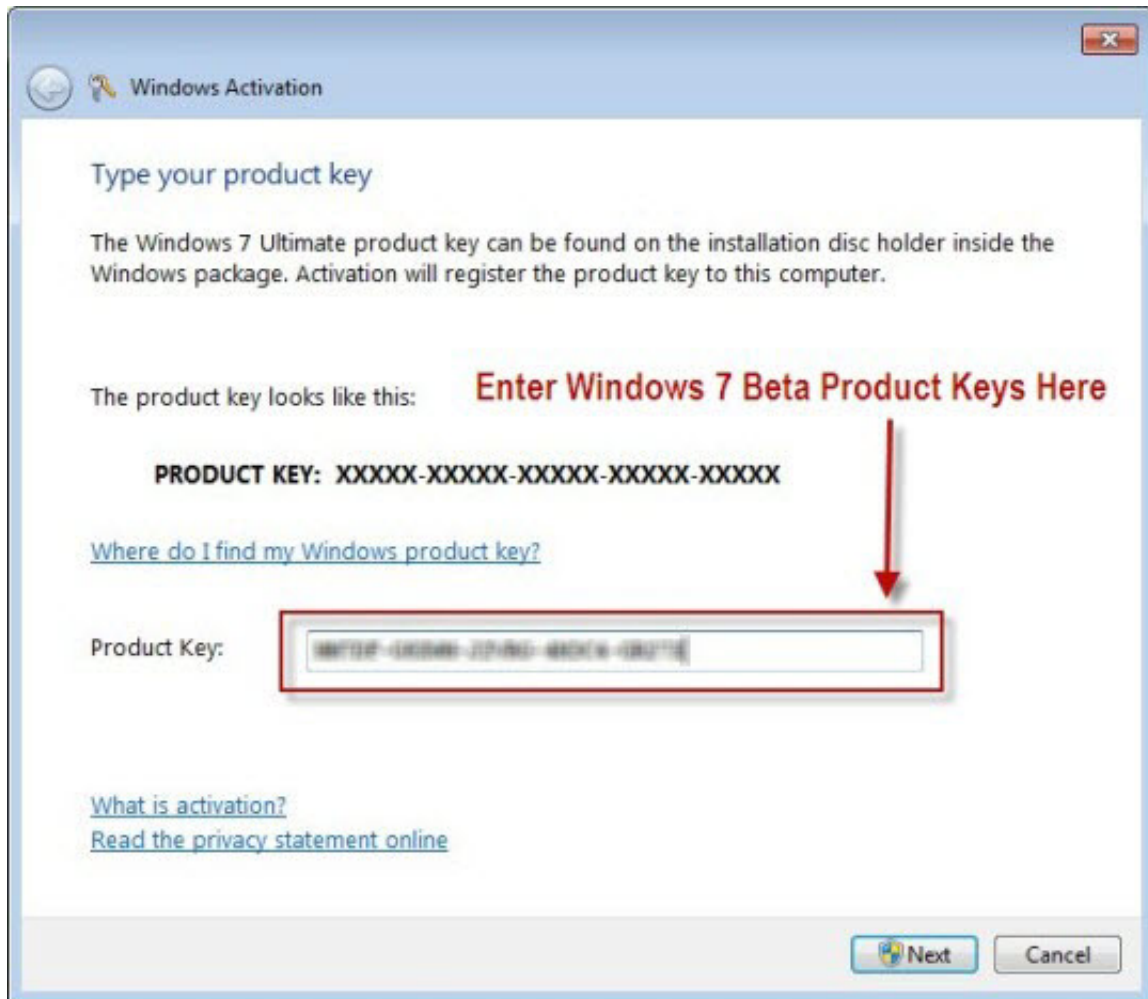 Windows Activation
Type your product key
The Windows 7 Ultimate product key can be found on the installation disc holder inside the
Windows package. Activation will register the product key to this computer.
Enter Windows 7 Beta Product Keys Here
The product key looks like this:
PRODUCT KEY: XXXXX-XXXXX-XXXXX-XXXXX-XXXXX
Where do I find my Windows product key?
Product Key:
What is activation?
Read the privacy statement online
Next
Cancel